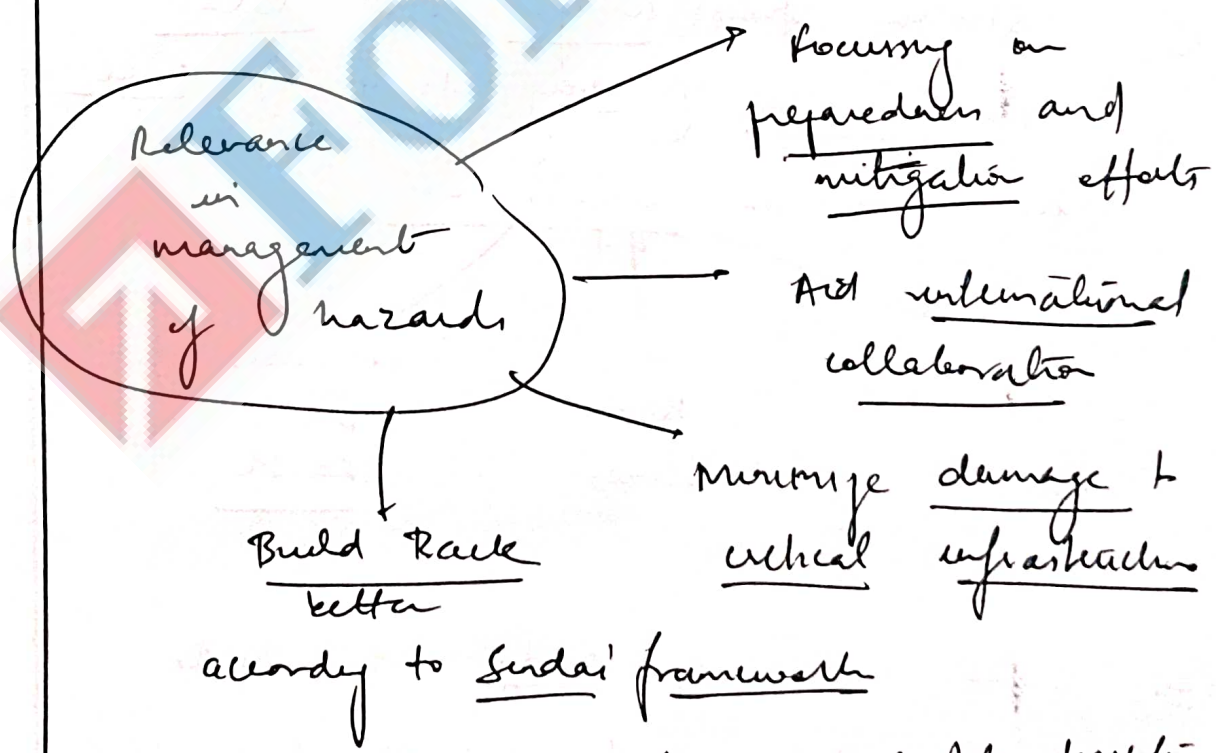 Relevance
in
management
of hazards
focussing on
preparedness and
mitigation efforts
Aid international
collaboration
Minimize damage to
critical infrastructure
Build Back
better
according to Sendai framework